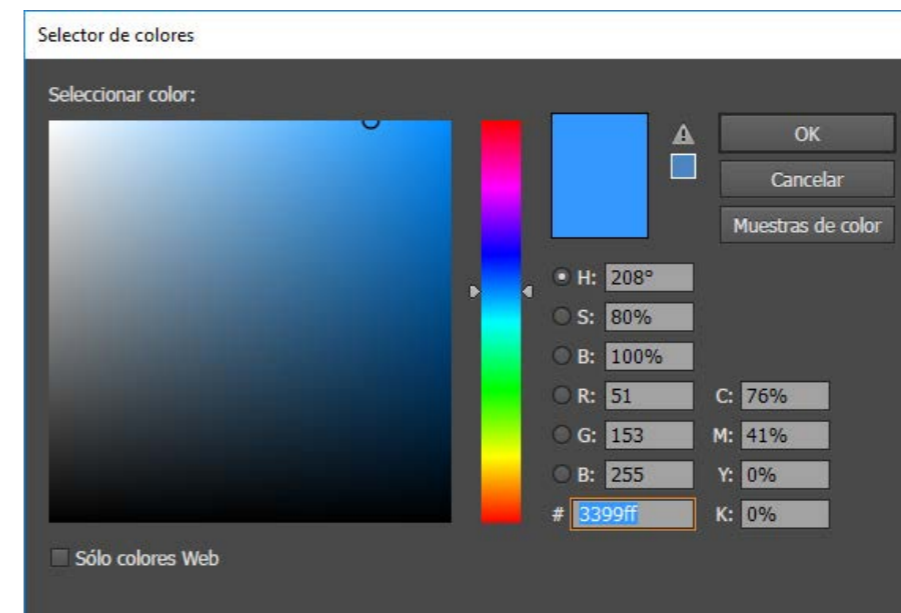 Selector de colores
Seleccionar color:
OK
Cancelar
Muestras de color
H: 208°
S: 80%
B: 100%
R: 51 C: 76%
G: 153 M: 41%
B: 255 Y: 0%
# 3399ff K: 0%
Sólo colores Web